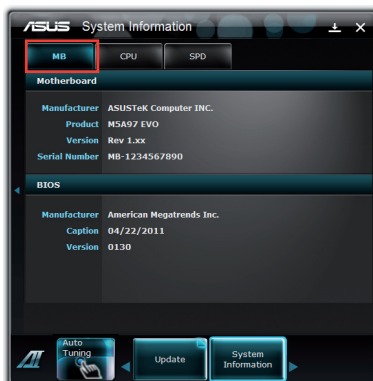 ASUS System Information
MB CPU SPD
Motherboard
Manufacturer ASUSTeK Computer INC.
Product M5A97 EVO
Version Rev 1.xx
Serial Number MB-1234567890
BIOS
Manufacturer American Megatrends Inc.
Caption 04/22/2011
Version 0130
Auto
Tuning
Update
System
Information